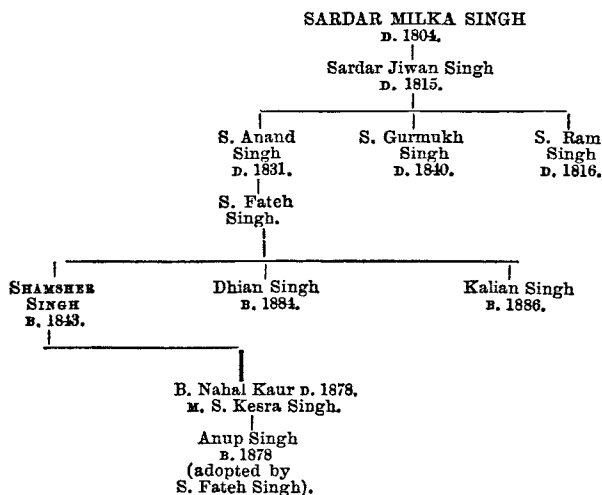 SARDAR MILKA SINGH
D. 1804.
Sardar Jiwan Singh
D. 1815.
S. Anand
Singh
D. 1831.
S. Gurmukh
Singh
D. 1840.
S. Ram
Singh
D. 1816.
S. Fateh
Singh.
SHAMSHER
SINGH
B. 1843.
Dhian Singh
B. 1884.
Kalian Singh
B. 1886.
B. Nahal Kaur D. 1878.
M. S. Kesra Singh.
Anup Singh
B. 1878
(adopted by
S. Fateh Singh).